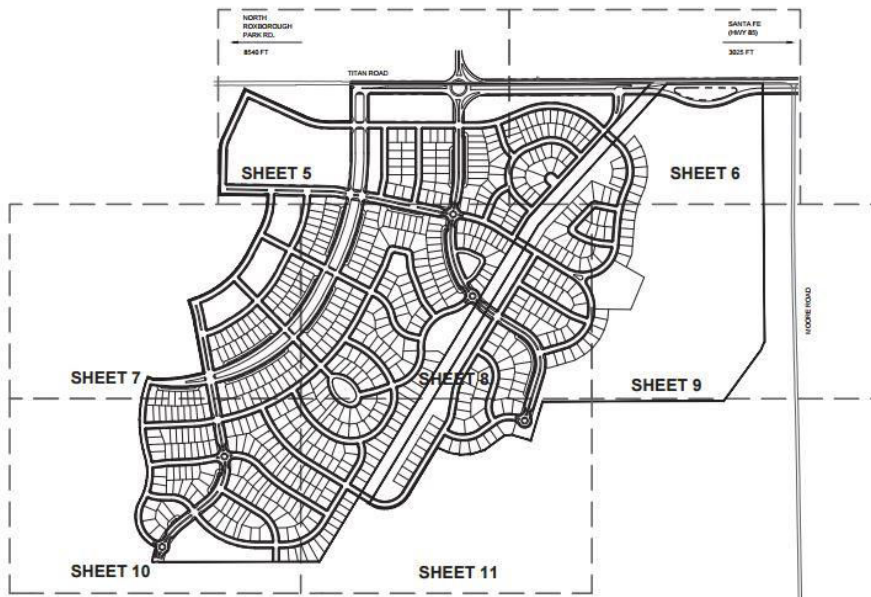 NORTH
ROXBOROUGH
PARK RD.
8540 FT
SANTA FE
(HWY 85)
3025 FT
TITAN ROAD
SHEET 5
SHEET 6
MOORE ROAD
SHEET 7
SHEET 8
SHEET 9
SHEET 10
SHEET 11